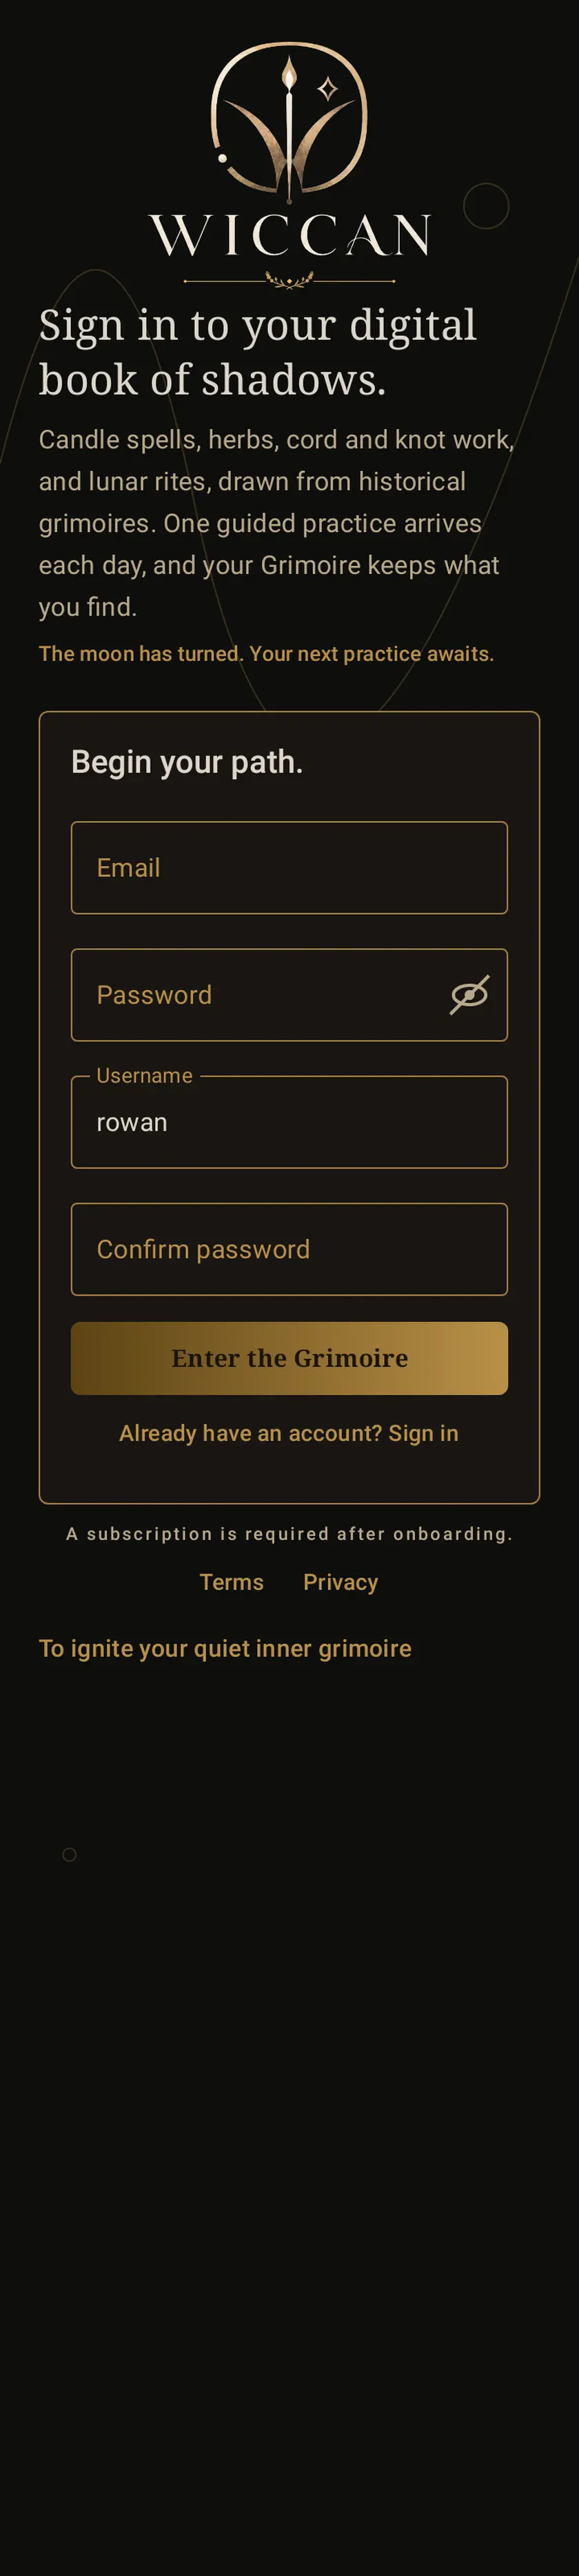 WICCAN
Sign in to your digital
book of shadows.
Candle spells, herbs, cord and knot work,
and lunar rites, drawn from historical
grimoires. One guided practice arrives
each day, and your Grimoire keeps what
you find.
The moon has turned. Your next practice awaits.
Begin your path.
Email
Password
Username
rowan
Confirm password
Enter the Grimoire
Already have an account? Sign in
A subscription is required after onboarding.
Terms Privacy
To ignite your quiet inner grimoire